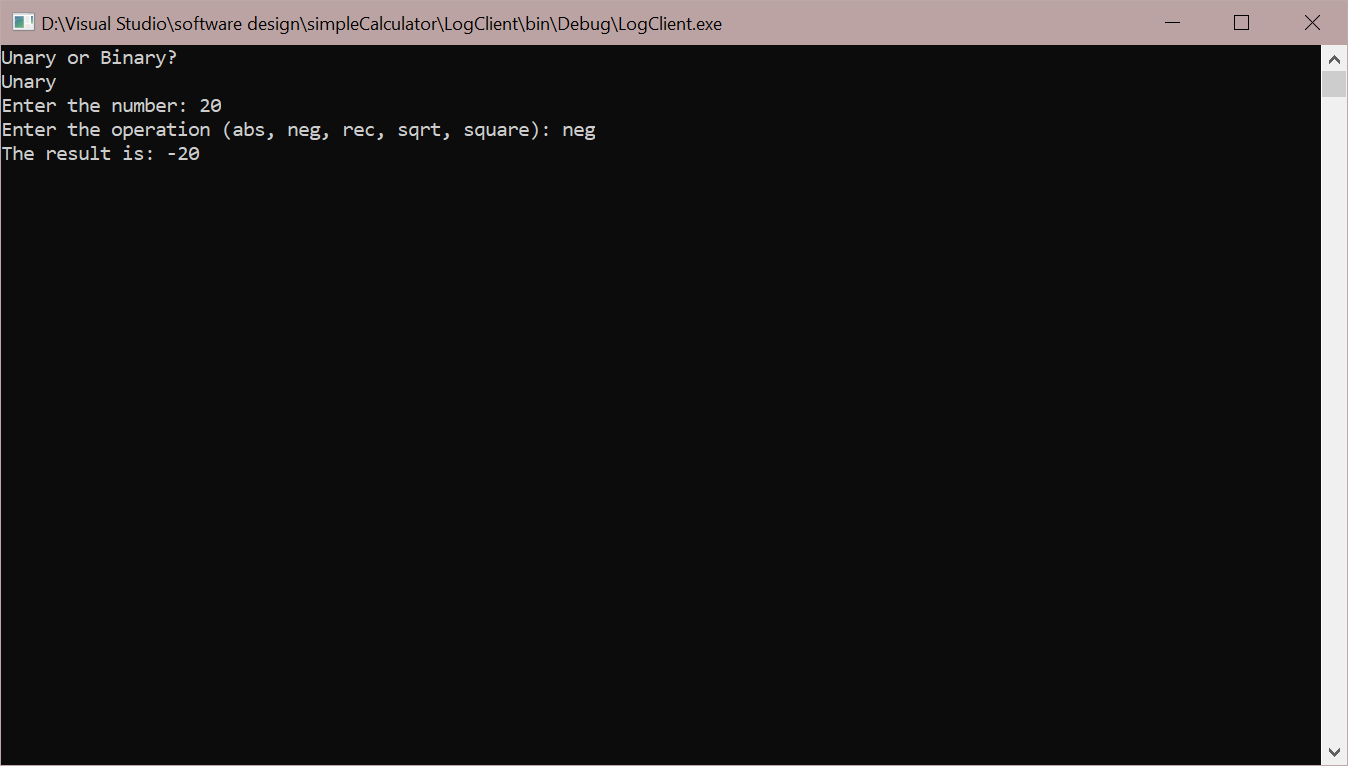 D:\Visual Studio\software design\simpleCalculator\LogClient\bin\Debug\LogClient.exe
Unary or Binary?
Unary
Enter the number: 20
Enter the operation (abs, neg, rec, sqrt, square): neg
The result is: -20